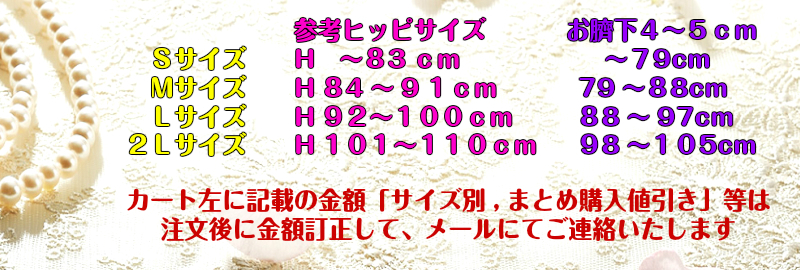 参考ヒッピサイズ　お臍下４～５ｃｍ
Ｓサイズ　Ｈ　～８３ｃｍ　～７９cm
Ｍサイズ　Ｈ８４～９１ｃｍ　７９～８８cm
Ｌサイズ　Ｈ９２～１００ｃｍ　８８～９７cm
２Ｌサイズ　Ｈ１０１～１１０ｃｍ　９８～１０５cm
カート左に記載の金額「サイズ別，まとめ購入値引き」等は
注文後に金額訂正して、メールにてご連絡いたします